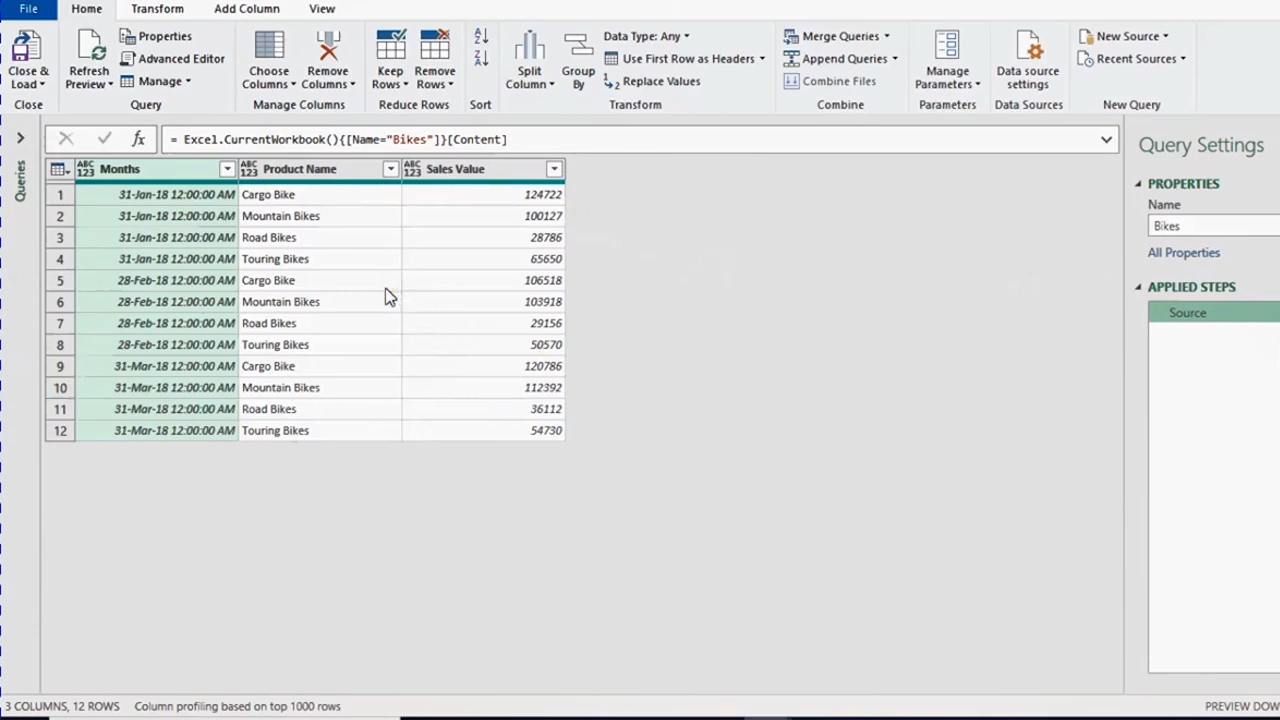 File Home Transform Add Column View
Close & Load
Refresh Preview
Properties
Advanced Editor
Manage
Choose Columns
Remove Columns
Keep Rows
Remove Rows
Split Column
Group By
Data Type: Any
Use First Row as Headers
Replace Values
Merge Queries
Append Queries
Combine Files
Manage Parameters
Data source settings
New Source
Recent Sources
Close Query Manage Columns Reduce Rows Sort Transform Combine Parameters Data Sources New Query
fx = Excel.CurrentWorkbook(){[Name="Bikes"]}[Content]
Queries
ABC 123 Months ABC 123 Product Name ABC 123 Sales Value
1 31-Jan-18 12:00:00 AM Cargo Bike 124722
2 31-Jan-18 12:00:00 AM Mountain Bikes 100127
3 31-Jan-18 12:00:00 AM Road Bikes 28786
4 31-Jan-18 12:00:00 AM Touring Bikes 65650
5 28-Feb-18 12:00:00 AM Cargo Bike 106518
6 28-Feb-18 12:00:00 AM Mountain Bikes 103918
7 28-Feb-18 12:00:00 AM Road Bikes 29156
8 28-Feb-18 12:00:00 AM Touring Bikes 50570
9 31-Mar-18 12:00:00 AM Cargo Bike 120786
10 31-Mar-18 12:00:00 AM Mountain Bikes 112392
11 31-Mar-18 12:00:00 AM Road Bikes 36112
12 31-Mar-18 12:00:00 AM Touring Bikes 54730
Query Settings
PROPERTIES
Name
Bikes
All Properties
APPLIED STEPS
Source
3 COLUMNS, 12 ROWS Column profiling based on top 1000 rows PREVIEW DOW